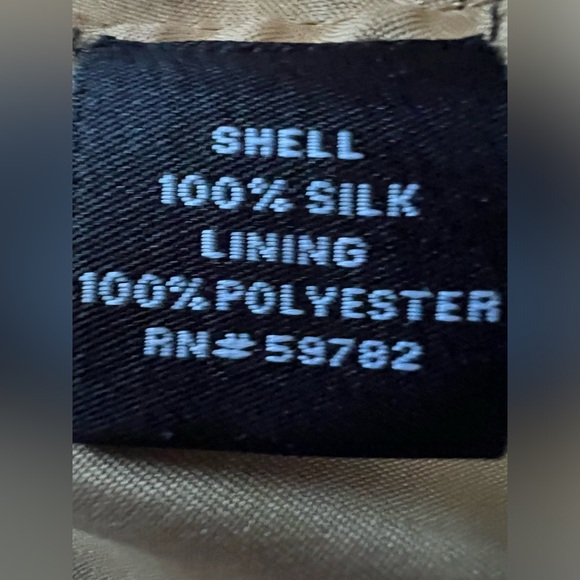 SHELL
100% SILK
LINING
100% POLYESTER
RN# 59782